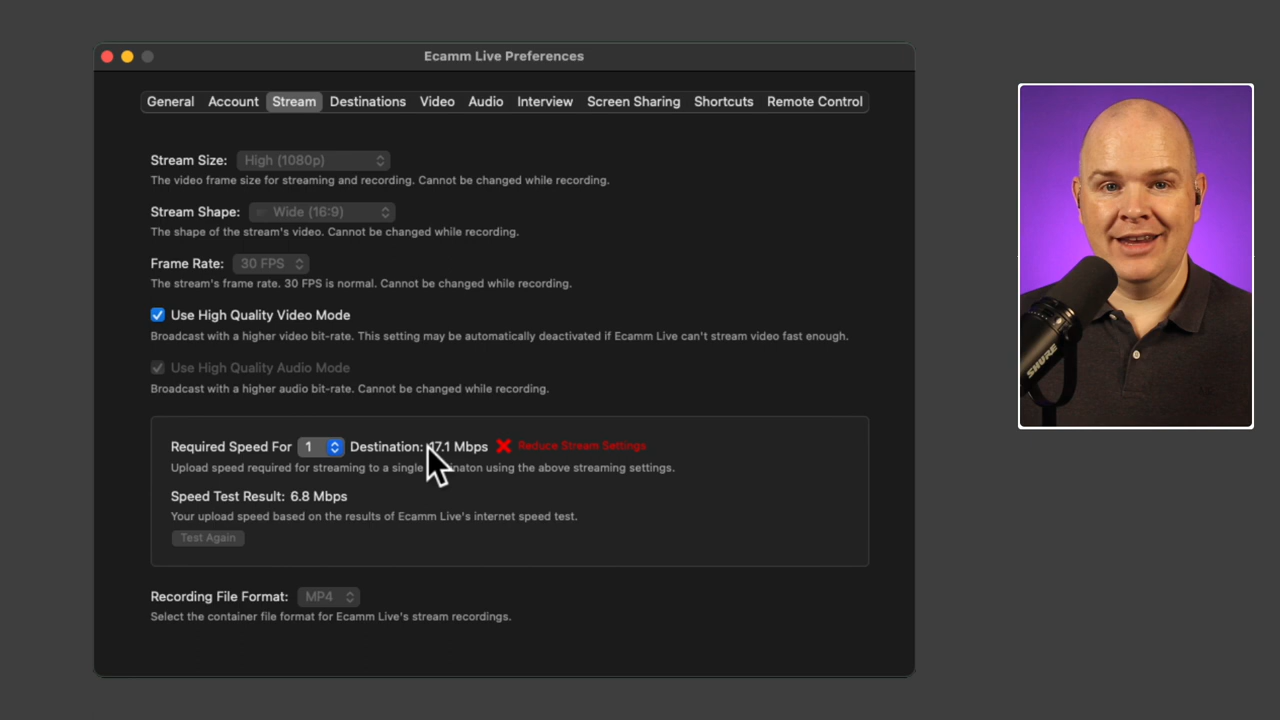 Ecamm Live Preferences
General Account Stream Destinations Video Audio Interview Screen Sharing Shortcuts Remote Control
Stream Size: High (1080p)
The video frame size for streaming and recording. Cannot be changed while recording.
Stream Shape: Wide (16:9)
The shape of the stream's video. Cannot be changed while recording.
Frame Rate: 30 FPS
The stream's frame rate. 30 FPS is normal. Cannot be changed while recording.
Use High Quality Video Mode
Broadcast with a higher video bit-rate. This setting may be automatically deactivated if Ecamm Live can't stream video fast enough.
Use High Quality Audio Mode
Broadcast with a higher audio bit-rate. Cannot be changed while recording.
Required Speed For 1 Destination: 17.1 Mbps Reduce Stream Settings
Upload speed required for streaming to a single using the above streaming settings.
Speed Test Result: 6.8 Mbps
Your upload speed based on the results of Ecamm Live's internet speed test.
Test Again
Recording File Format: MP4
Select the container file format for Ecamm Live's stream recordings.
SHURE